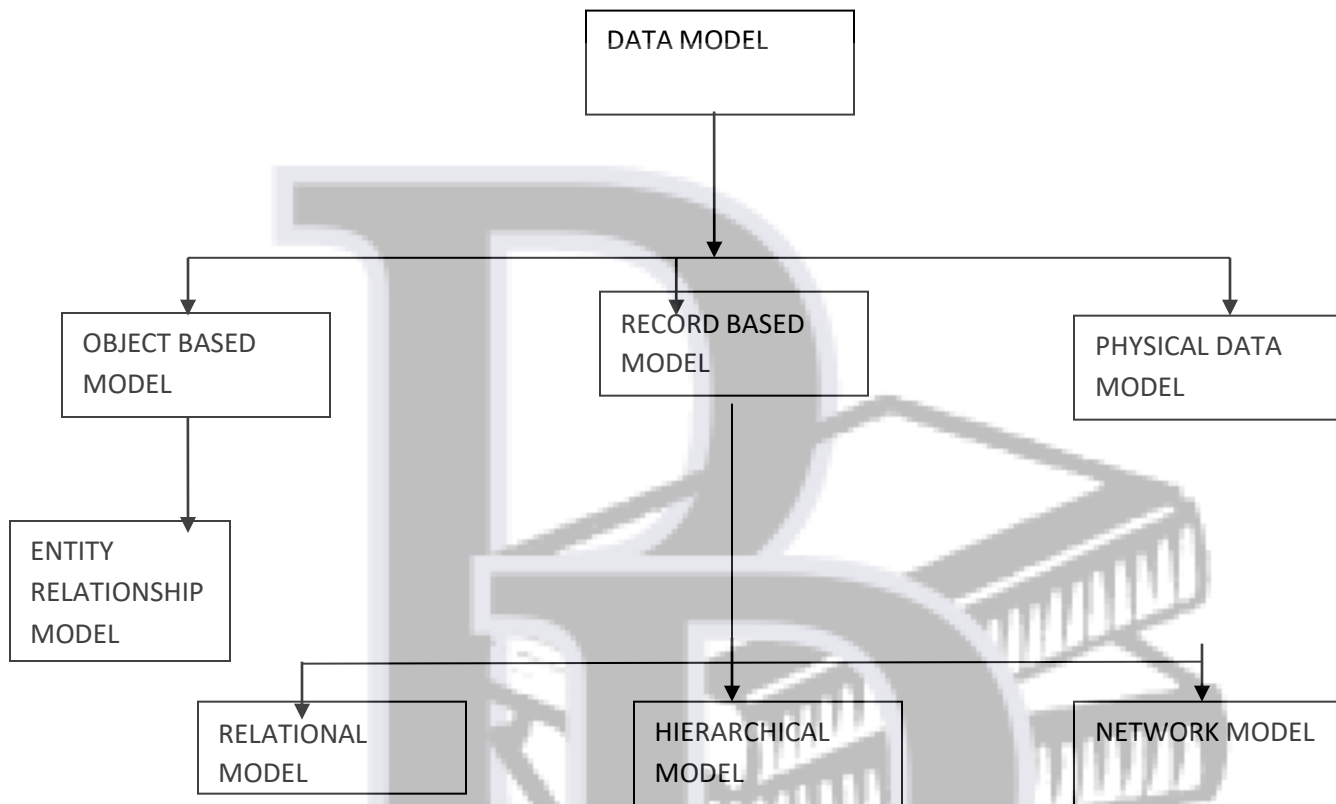 DATA MODEL
OBJECT BASED
MODEL
RECORD BASED
MODEL
PHYSICAL DATA
MODEL
ENTITY
RELATIONSHIP
MODEL
RELATIONAL
MODEL
HIERARCHICAL
MODEL
NETWORK MODEL